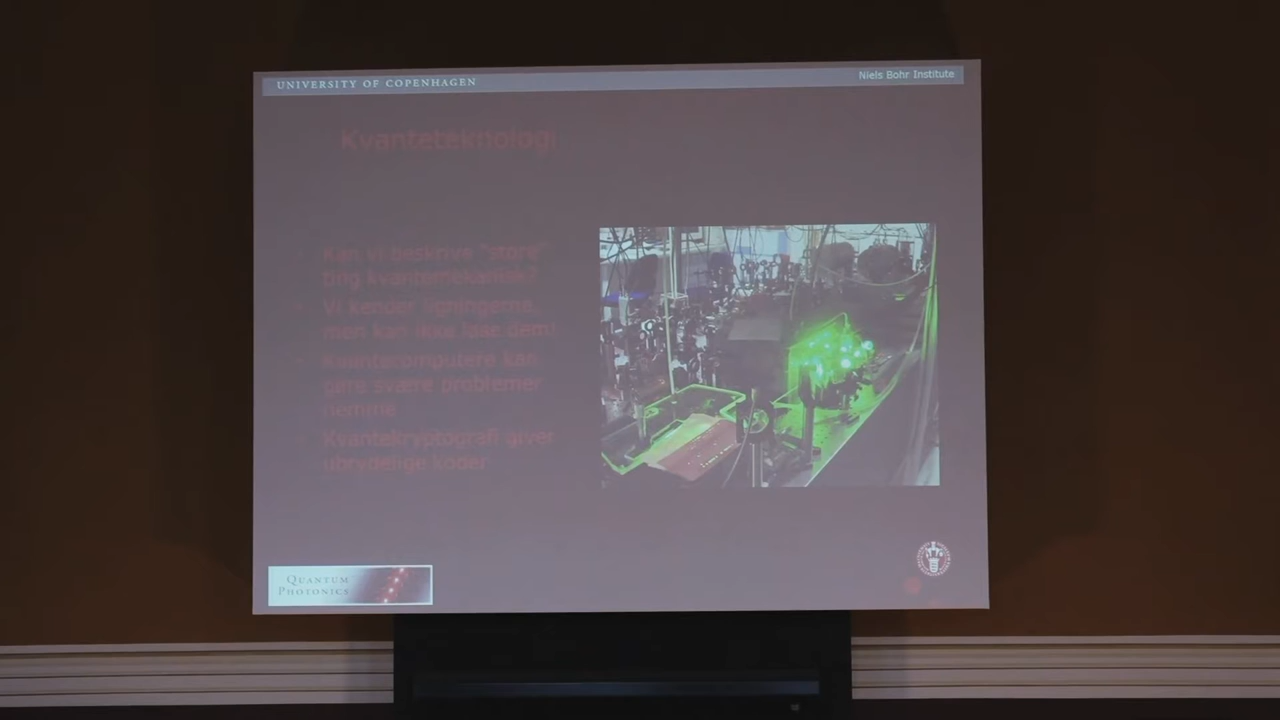 UNIVERSITY OF COPENHAGEN
Niels Bohr Institute
Kvanteteknologi
Kan vi beskrive "store"
ting kvantemekanisk?
Vi kender ligningerne,
men kan ikke løse dem!
Kvantecomputere kan
gøre svære problemer
nemme
Kvantekryptografi giver
ubrydelige koder
QUANTUM
PHOTONICS